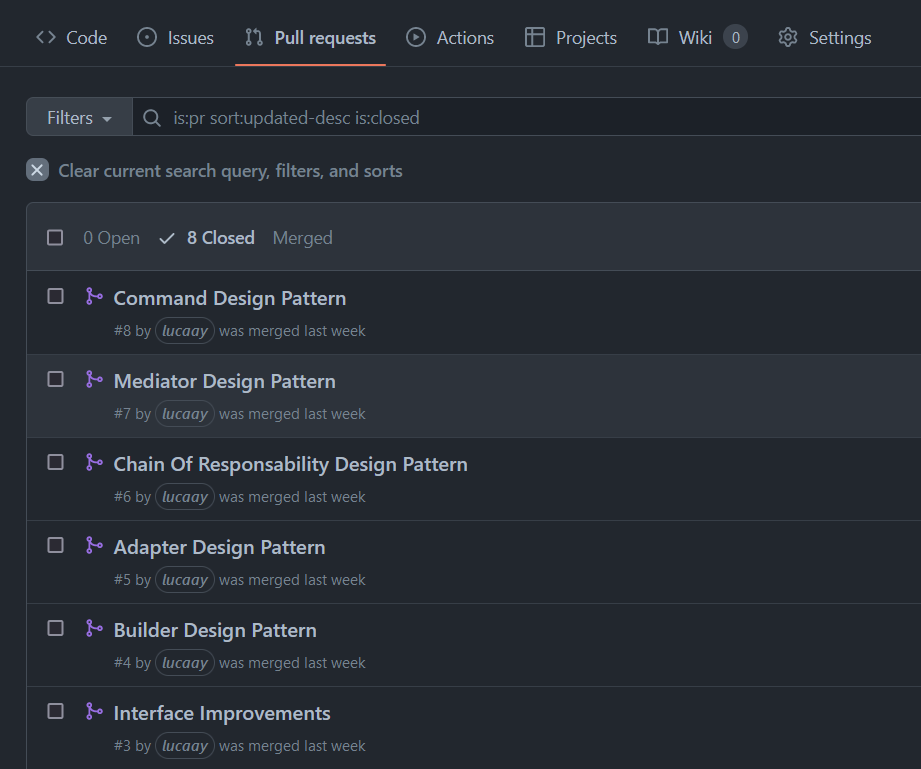 Code Issues Pull requests Actions Projects Wiki 0 Settings
Filters is:pr sort:updated-desc is:closed
Clear current search query, filters, and sorts
0 Open 8 Closed Merged
Command Design Pattern
#8 by lucaay was merged last week
Mediator Design Pattern
#7 by lucaay was merged last week
Chain Of Responsability Design Pattern
#6 by lucaay was merged last week
Adapter Design Pattern
#5 by lucaay was merged last week
Builder Design Pattern
#4 by lucaay was merged last week
Interface Improvements
#3 by lucaay was merged last week